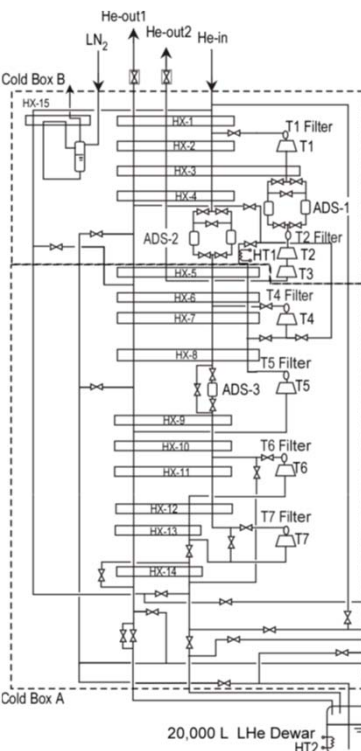 He-out1
He-out2
He-in
LN2
Cold Box B
HX-15
HX-1
T1 Filter
HX-2
T1
HX-3
HX-4
ADS-1
T2 Filter
ADS-2
HT1
T2
HX-5
T3
HX-6
T4 Filter
HX-7
T4
HX-8
T5 Filter
ADS-3
T5
HX-9
HX-10
T6 Filter
HX-11
T6
HX-12
T7 Filter
HX-13
T7
HX-14
Cold Box A
20,000 L LHe Dewar
HT2